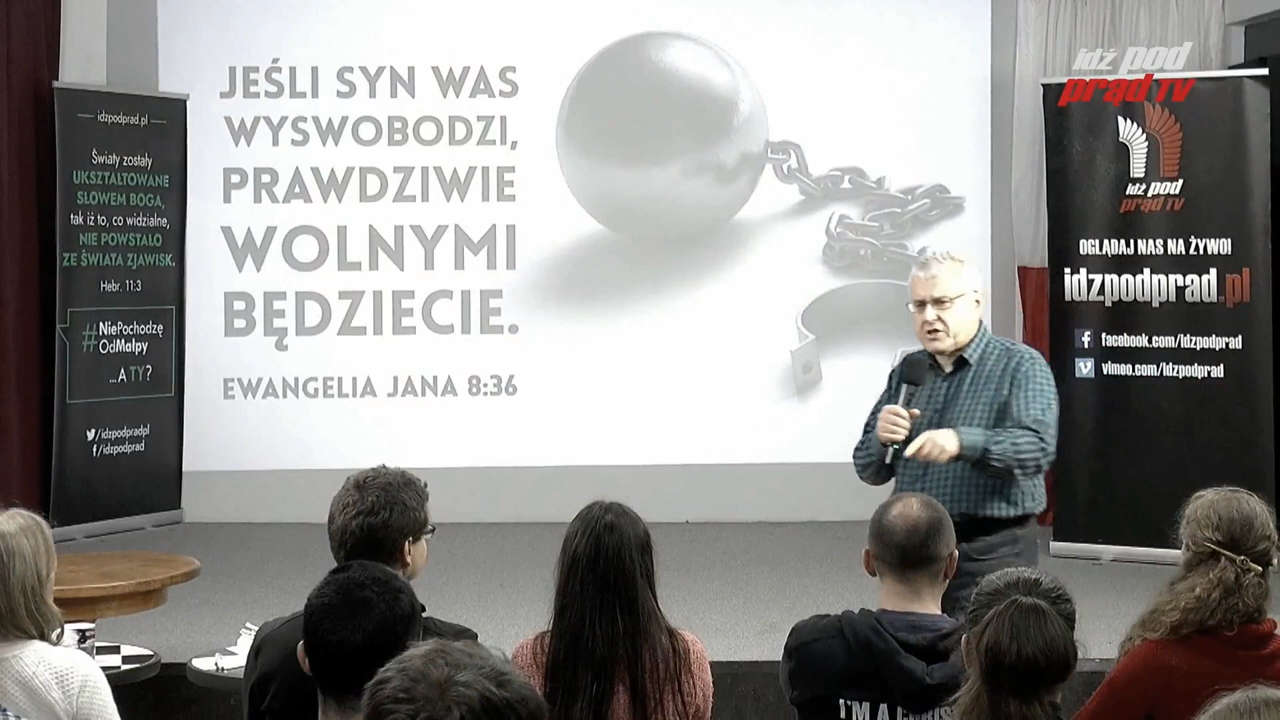 idzpodprad.pl
Światy zostały
UKSZTAŁTOWANE
SŁOWEM BOGA,
tak iż to, co widzialne,
NIE POWSTAŁO
ZE ŚWIATA ZJAWISK.
Hebr. 11:3
#NiePochodzę
OdMałpy
...A TY?
/idzpodpradpl
/idzpodprad
JEŚLI SYN WAS
WYSWOBODZI,
PRAWDZIWIE
WOLNYMI
BĘDZIECIE.
EWANGELIA JANA 8:36
idź pod
prąd TV
idź pod
prąd TV
OGLĄDAJ NAS NA ŻYWO!
idzpodprad.pl
facebook.com/idzpodprad
vimeo.com/idzpodprad
I'M A CHRIS